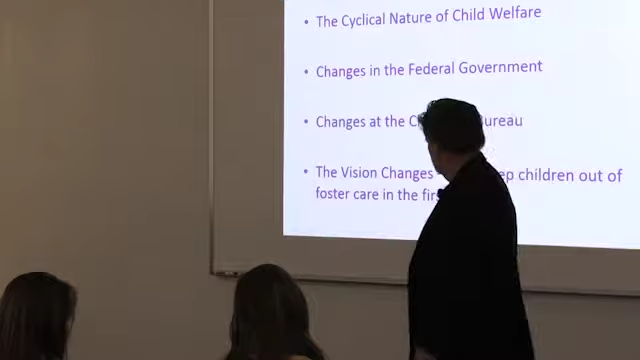 • The Cyclical Nature of Child Welfare
• Changes in the Federal Government
• Changes at the C ureau
• The Vision Changes ep children out of
foster care in the firs